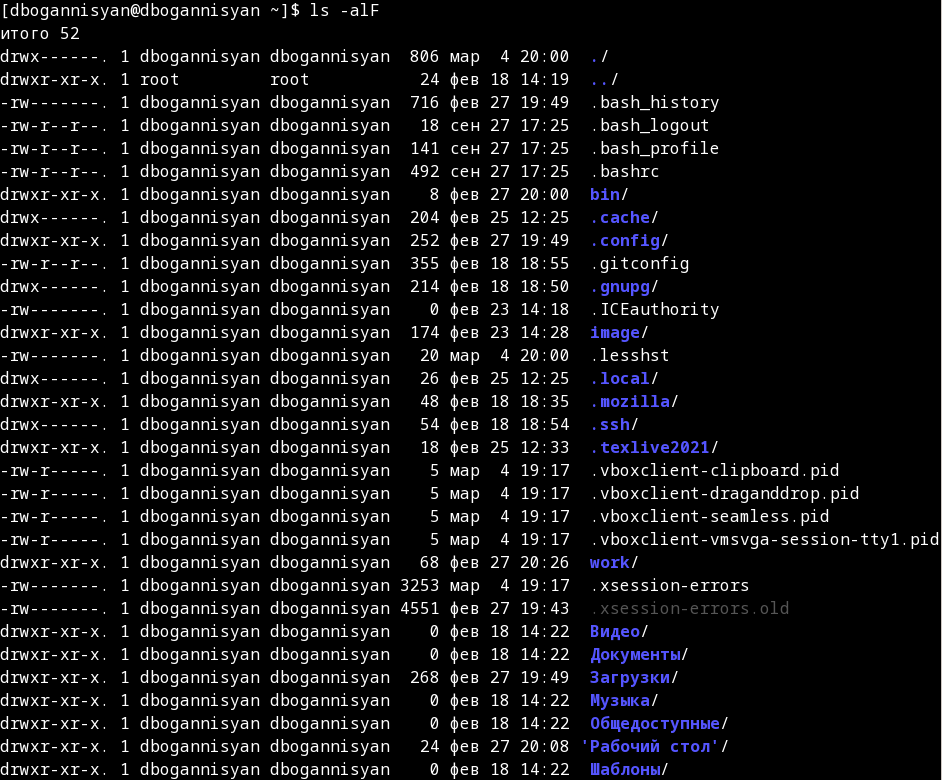 [dbogannisyan@dbogannisyan ~]$ ls -alF
итого 52
drwx------. 1 dbogannisyan dbogannisyan  806 мар  4 20:00  ./
drwxr-xr-x. 1 root         root           24 фев 18 14:19  ../
-rw-------. 1 dbogannisyan dbogannisyan  716 фев 27 19:49  .bash_history
-rw-r--r--. 1 dbogannisyan dbogannisyan   18 сен 27 17:25  .bash_logout
-rw-r--r--. 1 dbogannisyan dbogannisyan  141 сен 27 17:25  .bash_profile
-rw-r--r--. 1 dbogannisyan dbogannisyan  492 сен 27 17:25  .bashrc
drwxr-xr-x. 1 dbogannisyan dbogannisyan    8 фев 27 20:00  bin/
drwx------. 1 dbogannisyan dbogannisyan  204 фев 25 12:25  .cache/
drwxr-xr-x. 1 dbogannisyan dbogannisyan  252 фев 27 19:49  .config/
-rw-r--r--. 1 dbogannisyan dbogannisyan  355 фев 18 18:55  .gitconfig
drwx------. 1 dbogannisyan dbogannisyan  214 фев 18 18:50  .gnupg/
-rw-------. 1 dbogannisyan dbogannisyan    0 фев 23 14:18  .ICEauthority
drwxr-xr-x. 1 dbogannisyan dbogannisyan  174 фев 23 14:28  image/
-rw-------. 1 dbogannisyan dbogannisyan   20 мар  4 20:00  .lesshst
drwx------. 1 dbogannisyan dbogannisyan   26 фев 25 12:25  .local/
drwxr-xr-x. 1 dbogannisyan dbogannisyan   48 фев 18 18:35  .mozilla/
drwx------. 1 dbogannisyan dbogannisyan   54 фев 18 18:54  .ssh/
drwxr-xr-x. 1 dbogannisyan dbogannisyan   18 фев 25 12:33  .texlive2021/
-rw-r-----. 1 dbogannisyan dbogannisyan    5 мар  4 19:17  .vboxclient-clipboard.pid
-rw-r-----. 1 dbogannisyan dbogannisyan    5 мар  4 19:17  .vboxclient-draganddrop.pid
-rw-r-----. 1 dbogannisyan dbogannisyan    5 мар  4 19:17  .vboxclient-seamless.pid
-rw-r-----. 1 dbogannisyan dbogannisyan    5 мар  4 19:17  .vboxclient-vmsvga-session-tty1.pid
drwxr-xr-x. 1 dbogannisyan dbogannisyan   68 фев 27 20:26  work/
-rw-------. 1 dbogannisyan dbogannisyan 3253 мар  4 19:17  .xsession-errors
-rw-------. 1 dbogannisyan dbogannisyan 4551 фев 27 19:43  .xsession-errors.old
drwxr-xr-x. 1 dbogannisyan dbogannisyan    0 фев 18 14:22  Видео/
drwxr-xr-x. 1 dbogannisyan dbogannisyan    0 фев 18 14:22  Документы/
drwxr-xr-x. 1 dbogannisyan dbogannisyan  268 фев 27 19:49  Загрузки/
drwxr-xr-x. 1 dbogannisyan dbogannisyan    0 фев 18 14:22  Музыка/
drwxr-xr-x. 1 dbogannisyan dbogannisyan    0 фев 18 14:22  Общедоступные/
drwxr-xr-x. 1 dbogannisyan dbogannisyan   24 фев 27 20:08 'Рабочий стол'/
drwxr-xr-x. 1 dbogannisyan dbogannisyan    0 фев 18 14:22  Шаблоны/